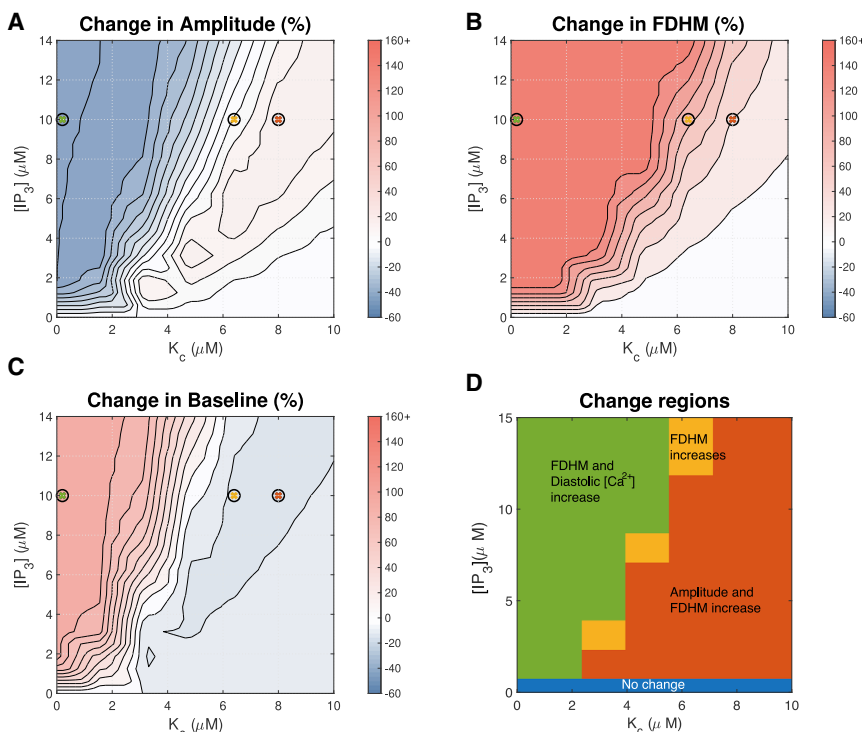 A
Change in Amplitude (%)
14
12
10
8
6
4
2
0
[IP3] (μM)
0 2 4 6 8 10
Kc (μM)
160+
140
120
100
80
60
40
20
0
-20
-40
-60
B
Change in FDHM (%)
14
12
10
8
6
4
2
0
[IP3] (μM)
0 2 4 6 8 10
Kc (μM)
160+
140
120
100
80
60
40
20
0
-20
-40
-60
C
Change in Baseline (%)
14
12
10
8
6
4
2
0
[IP3] (μM)
0 2 4 6 8 10
Kc (μM)
160+
140
120
100
80
60
40
20
0
-20
-40
-60
D
Change regions
15
10
5
0
[IP3](μ M)
FDHM and
Diastolic [Ca2+]
increase
FDHM
increases
Amplitude and
FDHM increase
No change
0 2 4 6 8 10
Kc (μ M)